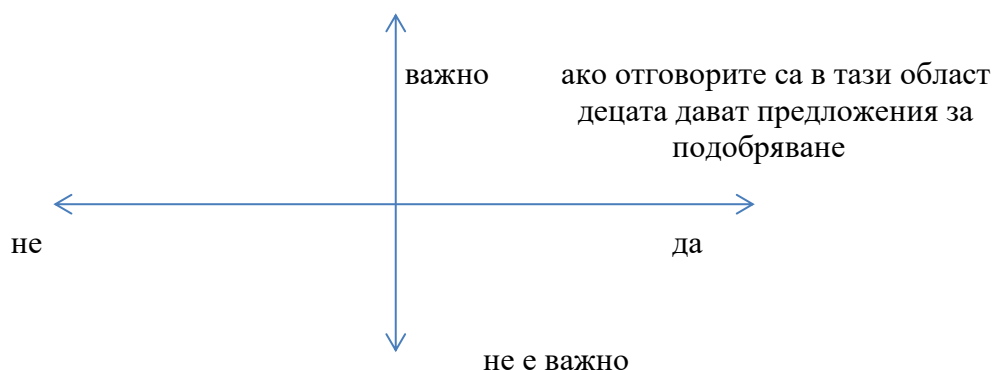 важно
ако отговорите са в тази област
децата дават предложения за
подобряване
не
да
не е важно